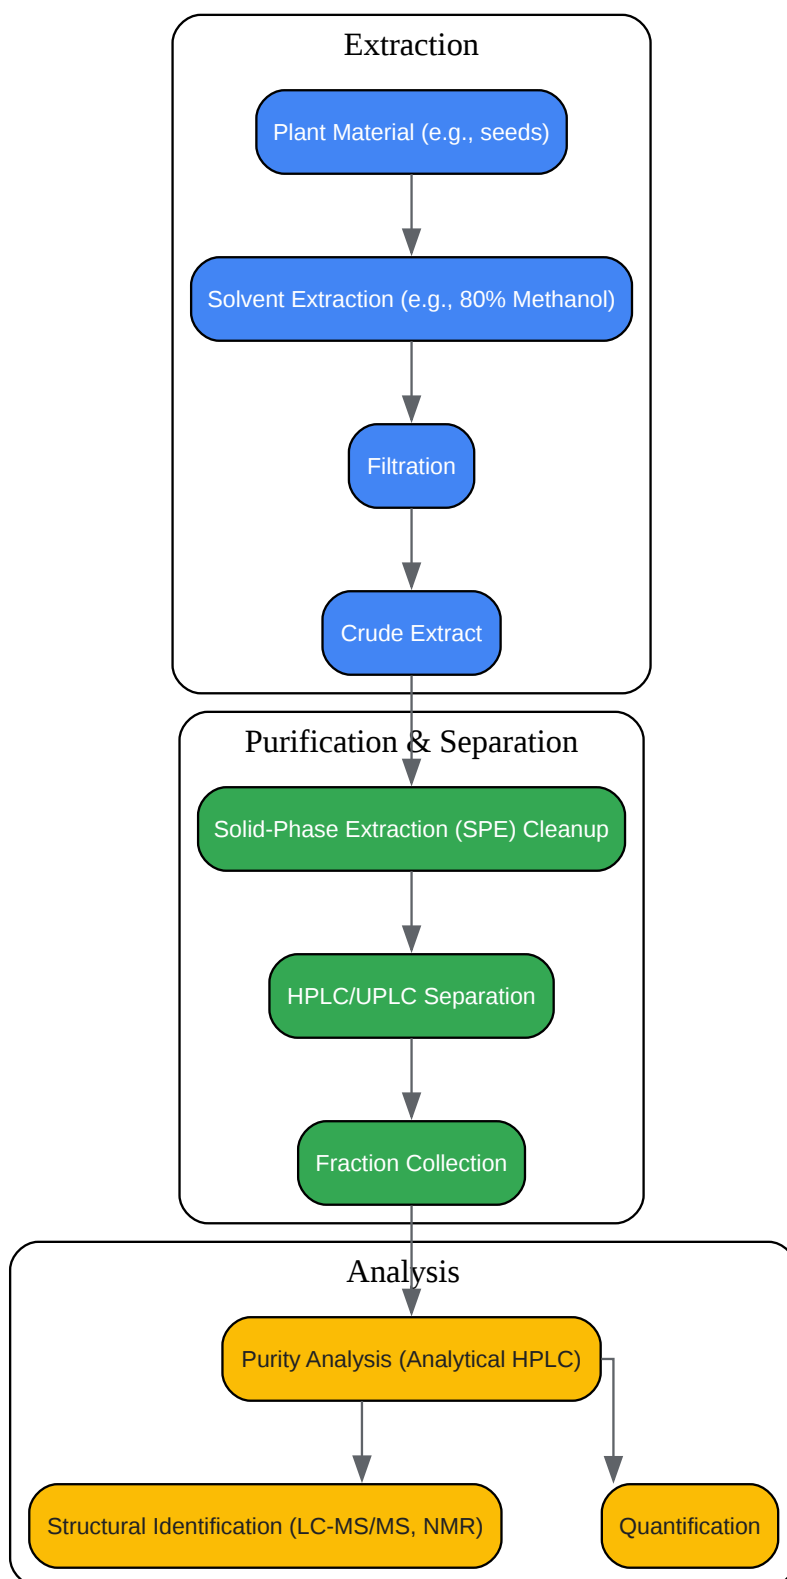 Extraction
Plant Material (e.g., seeds)
Solvent Extraction (e.g., 80% Methanol)
Filtration
Crude Extract
Purification & Separation
Solid-Phase Extraction (SPE) Cleanup
HPLC/UPLC Separation
Fraction Collection
Analysis
Purity Analysis (Analytical HPLC)
Structural Identification (LC-MS/MS, NMR)
Quantification